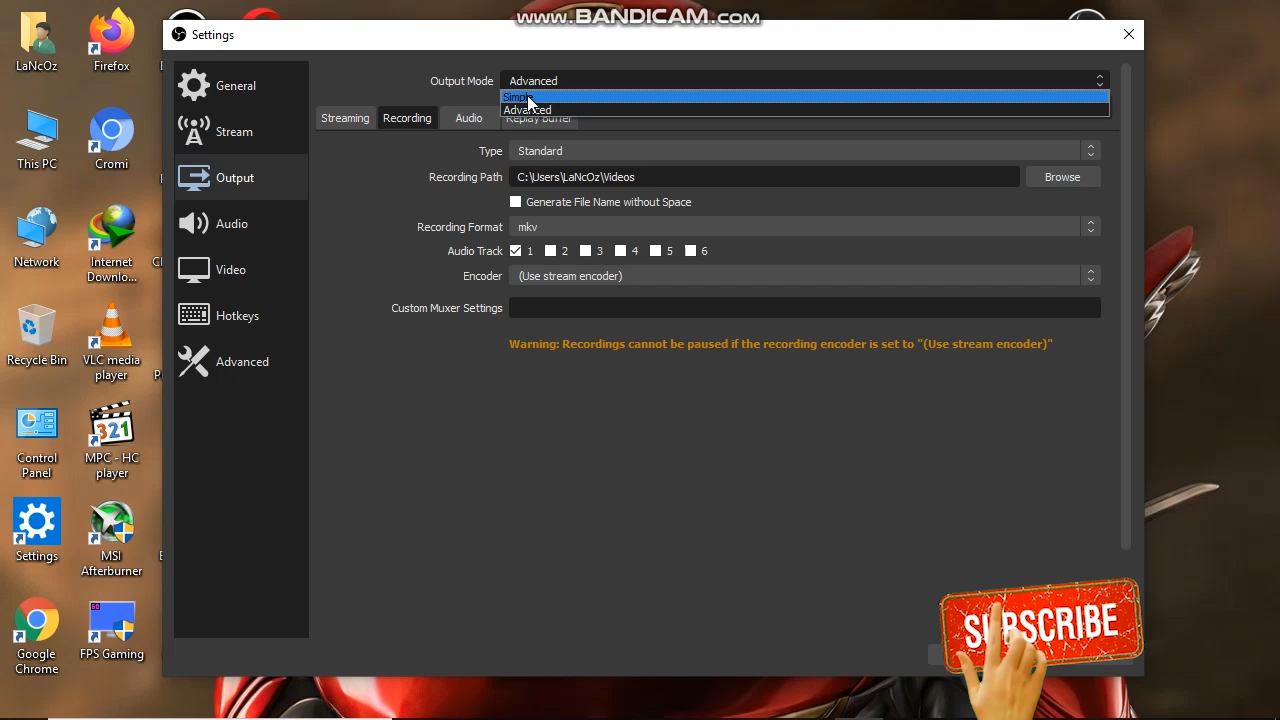 www.BANDICAM.com
Settings
LaNcOz
Firefox
This PC
Cromi
Network
Internet
Downlo...
Recycle Bin
VLC media
player
Control
Panel
MPC - HC
player
Settings
MSI
Afterburner
Google
Chrome
FPS Gaming
General
Stream
Output
Audio
Video
Hotkeys
Advanced
Output Mode Advanced
Simple
Advanced
Streaming Recording Audio Replay Buffer
Type Standard
Recording Path C:\Users\LaNcOz\Videos Browse
Generate File Name without Space
Recording Format mkv
Audio Track 1 2 3 4 5 6
Encoder (Use stream encoder)
Custom Muxer Settings
Warning: Recordings cannot be paused if the recording encoder is set to "(Use stream encoder)"
SUBSCRIBE